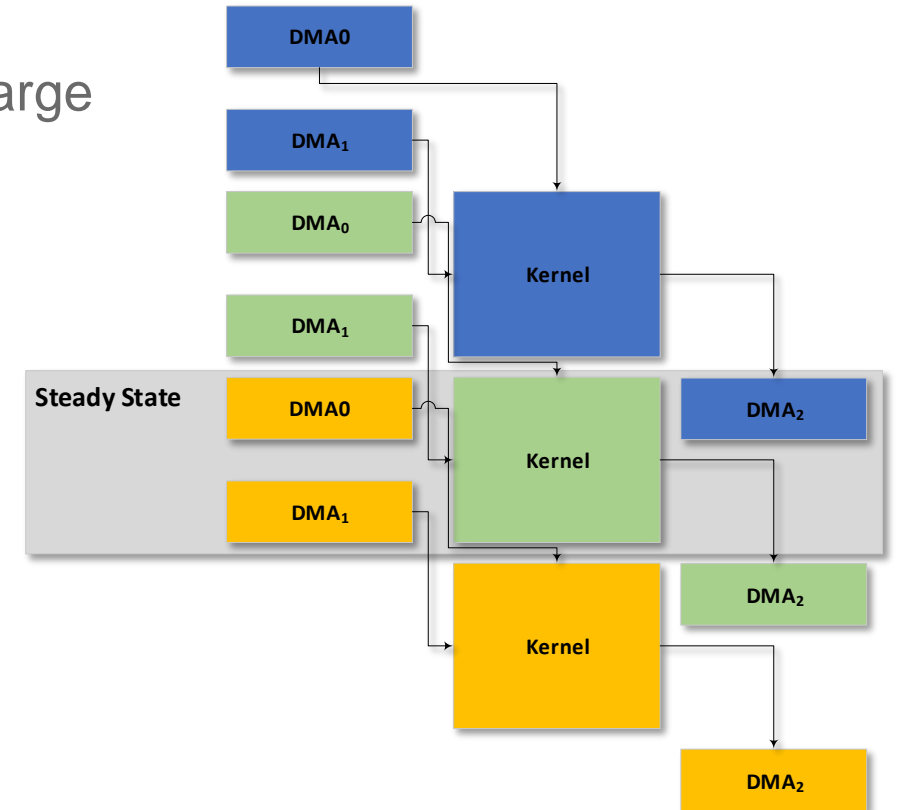 DMA0
arge
DMA₁
DMA₀
Kernel
DMA₁
Steady State
DMA0
DMA₂
Kernel
DMA₁
DMA₂
Kernel
DMA₂